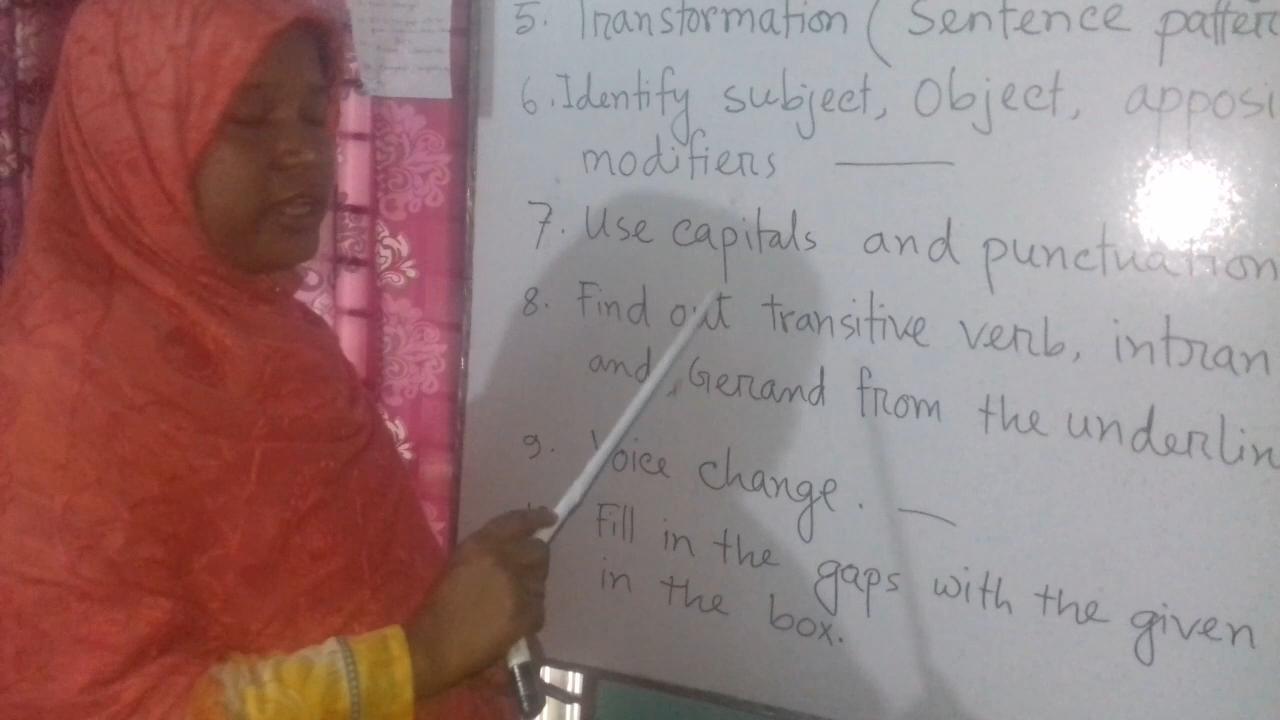 5. Transformation (Sentence patter
6. Identify subject, Object, apposi
modifiers
7. Use capitals and punctuation
8. Find out transitive verb, intran
and, Gerand from the underlin
9. Voice change.
Fill in the gaps with the given
in the box.